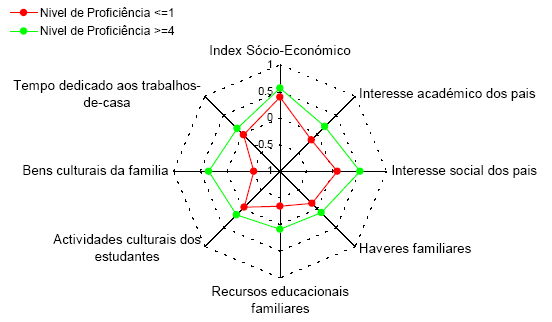 Nivel de Proficiência <=1
Nivel de Proficiência >=4
Index Sócio-Económico
1
0.5
0
-0.5
-1
Tempo dedicado aos trabalhos-
de-casa
Interesse académico dos pais
Bens culturais da familia
Interesse social dos pais
Actividades culturais dos
estudantes
Haveres familiares
Recursos educacionais
familiares